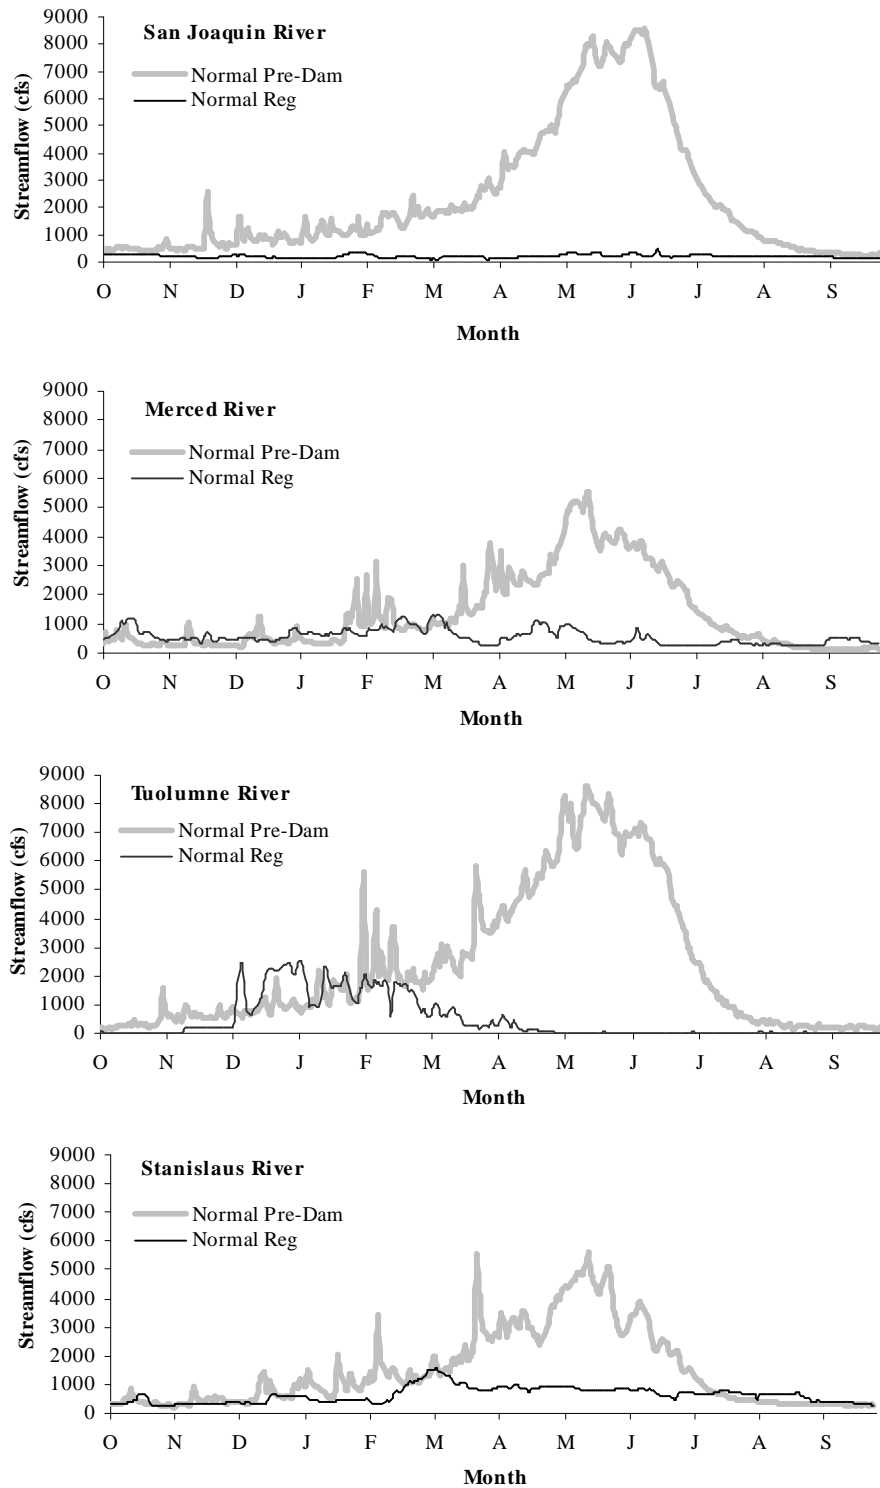 San Joaquin River
Normal Pre-Dam
Normal Reg
Streamflow (cfs)
9000
8000
7000
6000
5000
4000
3000
2000
1000
0
O N D J F M A M J J A S
Month
Merced River
Normal Pre-Dam
Normal Reg
Streamflow (cfs)
9000
8000
7000
6000
5000
4000
3000
2000
1000
0
O N D J F M A M J J A S
Month
Tuolumne River
Normal Pre-Dam
Normal Reg
Streamflow (cfs)
9000
8000
7000
6000
5000
4000
3000
2000
1000
0
O N D J F M A M J J A S
Month
Stanislaus River
Normal Pre-Dam
Normal Reg
Streamflow (cfs)
9000
8000
7000
6000
5000
4000
3000
2000
1000
0
O N D J F M A M J J A S
Month